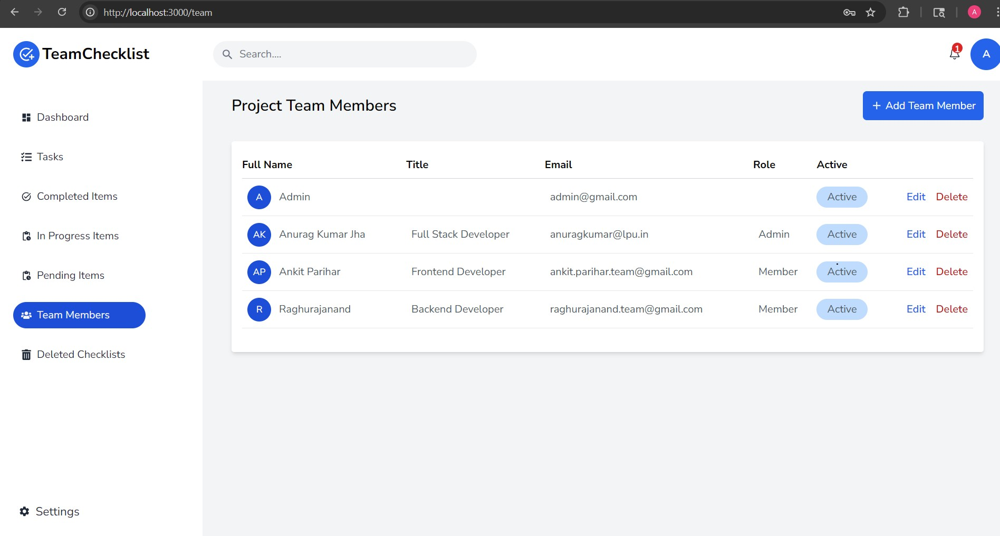 http://localhost:3000/team
A
TeamChecklist
Search....
1
A
Dashboard
Tasks
Completed Items
In Progress Items
Pending Items
Team Members
Deleted Checklists
Settings
Project Team Members
+ Add Team Member
Full Name Title Email Role Active
A Admin admin@gmail.com Active Edit Delete
AK Anurag Kumar Jha Full Stack Developer anuragkumar@lpu.in Admin Active Edit Delete
AP Ankit Parihar Frontend Developer ankit.parihar.team@gmail.com Member Active Edit Delete
R Raghurajanand Backend Developer raghurajanand.team@gmail.com Member Active Edit Delete